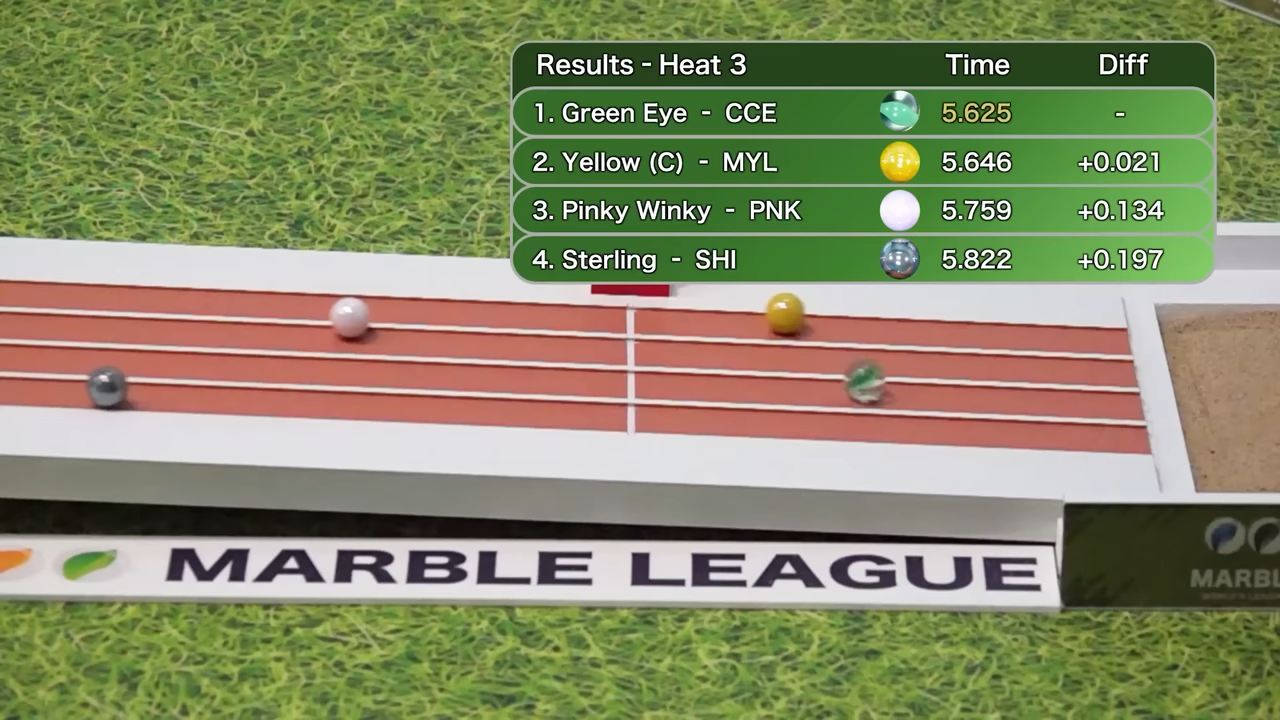 Results - Heat 3 Time Diff
1. Green Eye - CCE 5.625 -
2. Yellow (C) - MYL 5.646 +0.021
3. Pinky Winky - PNK 5.759 +0.134
4. Sterling - SHI 5.822 +0.197
MARBLE LEAGUE
MARBL